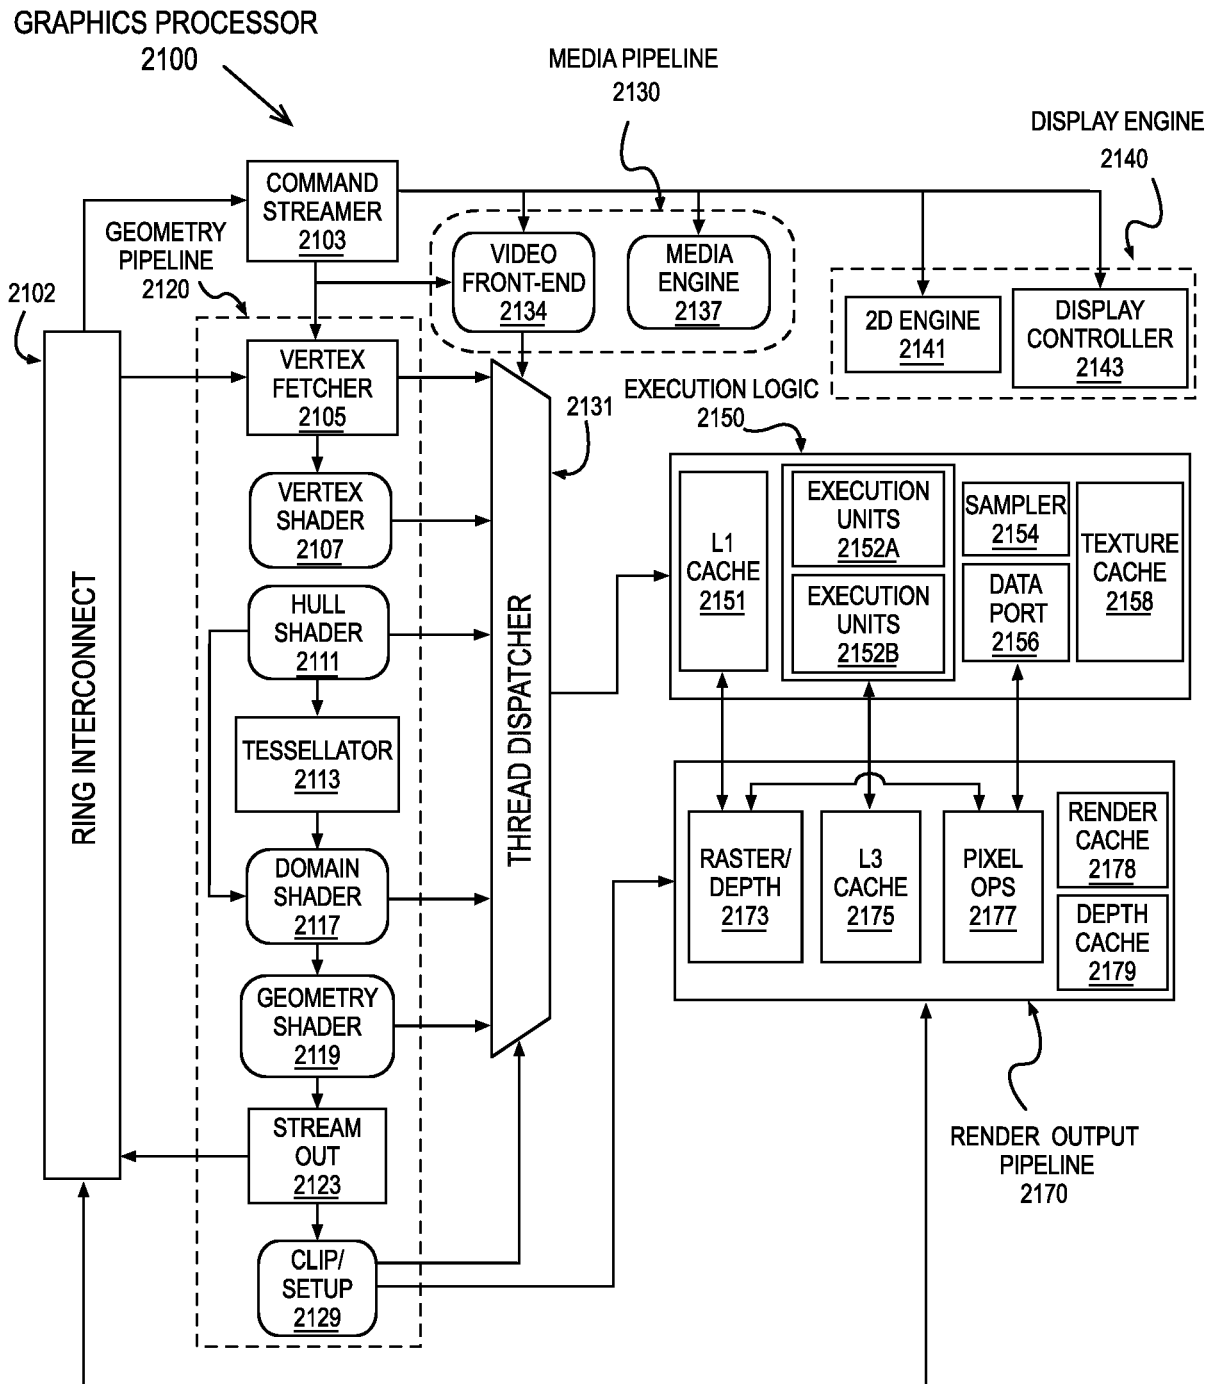 GRAPHICS PROCESSOR
2100
MEDIA PIPELINE
2130
DISPLAY ENGINE
2140
COMMAND
STREAMER
2103
GEOMETRY
PIPELINE
2120
VIDEO
FRONT-END
2134
MEDIA
ENGINE
2137
2D ENGINE
2141
DISPLAY
CONTROLLER
2143
2102
RING INTERCONNECT
VERTEX
FETCHER
2105
VERTEX
SHADER
2107
HULL
SHADER
2111
TESSELLATOR
2113
DOMAIN
SHADER
2117
GEOMETRY
SHADER
2119
STREAM
OUT
2123
CLIP/
SETUP
2129
THREAD DISPATCHER
2131
EXECUTION LOGIC
2150
L1
CACHE
2151
EXECUTION
UNITS
2152A
EXECUTION
UNITS
2152B
SAMPLER
2154
DATA
PORT
2156
TEXTURE
CACHE
2158
RASTER/
DEPTH
2173
L3
CACHE
2175
PIXEL
OPS
2177
RENDER
CACHE
2178
DEPTH
CACHE
2179
RENDER OUTPUT
PIPELINE
2170